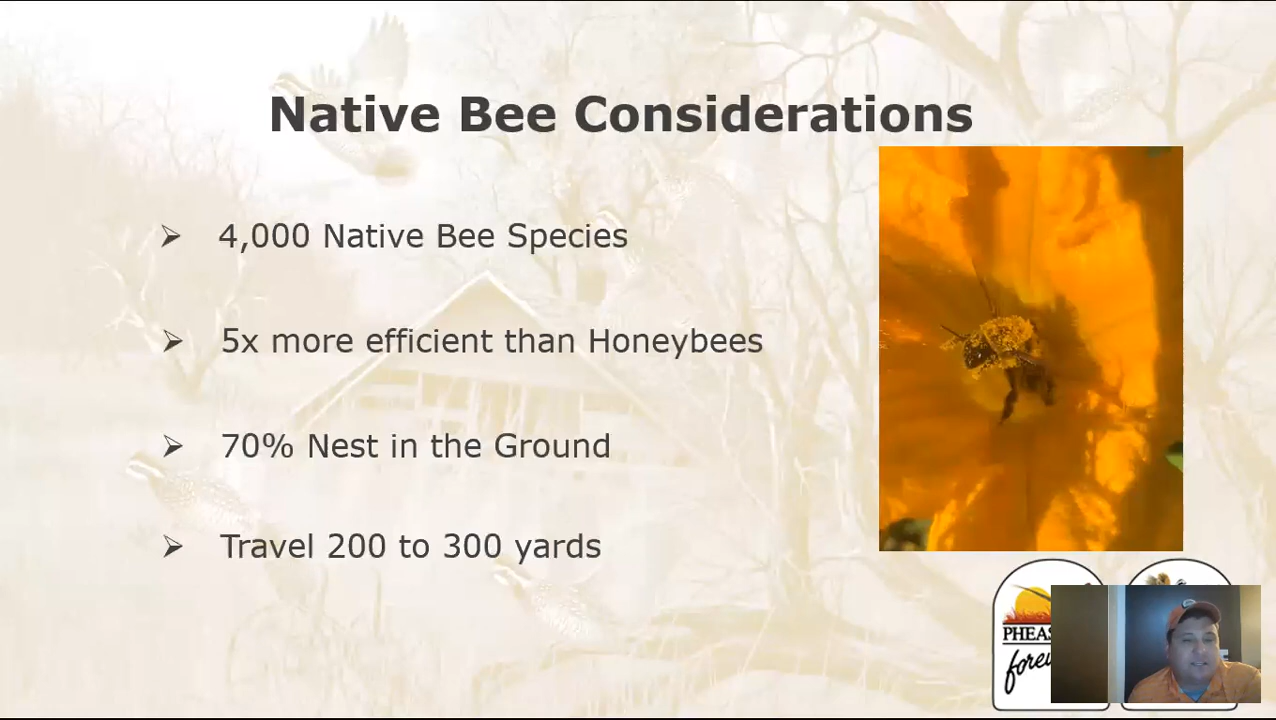 Native Bee Considerations
4,000 Native Bee Species
5x more efficient than Honeybees
70% Nest in the Ground
Travel 200 to 300 yards